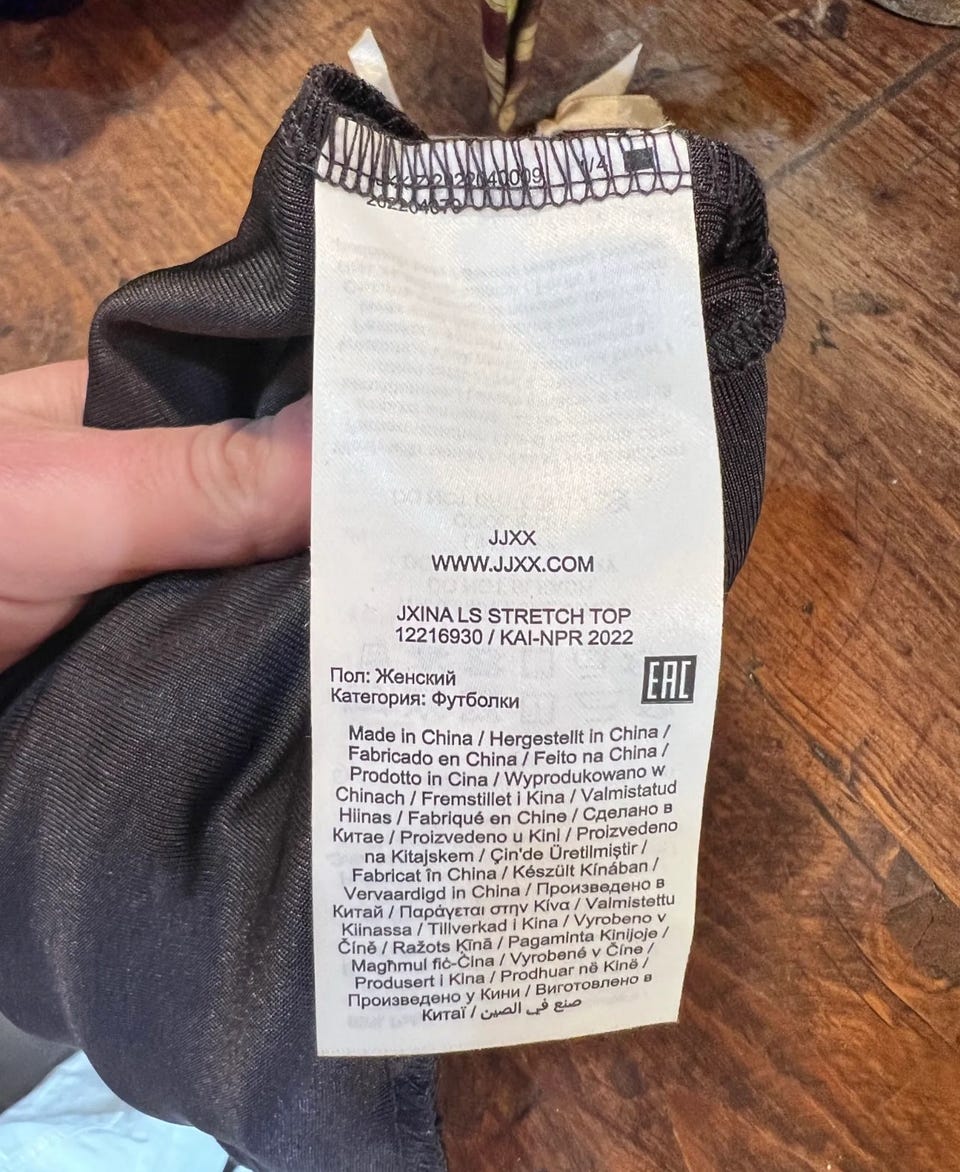 1/4
JJXX
WWW.JJXX.COM
JXINA LS STRETCH TOP
12216930 / KAI-NPR 2022
Пол: Женский
Категория: Футболки
EAC
Made in China / Hergestellt in China /
Fabricado en China / Feito na China /
Prodotto in Cina / Wyprodukowano w
Chinach / Fremstillet i Kina / Valmistatud
Hiinas / Fabriqué en Chine / Сделано в
Китае / Proizvedeno u Kini / Proizvedeno
na Kitajskem / Çin'de Üretilmiştir /
Fabricat în China / Készült Kínában /
Vervaardigd in China / Произведено в
Китай / Παράγεται στην Κίνα / Valmistettu
Kiinassa / Tillverkad i Kina / Vyrobeno v
Číně / Ražots Ķīnā / Pagaminta Kinijoje /
Magħmul fiċ-Ċina / Vyrobené v Číne /
Produsert i Kina / Prodhuar në Kinë /
Произведено у Кини / Виготовлено в
Китаї / صنع في الصين